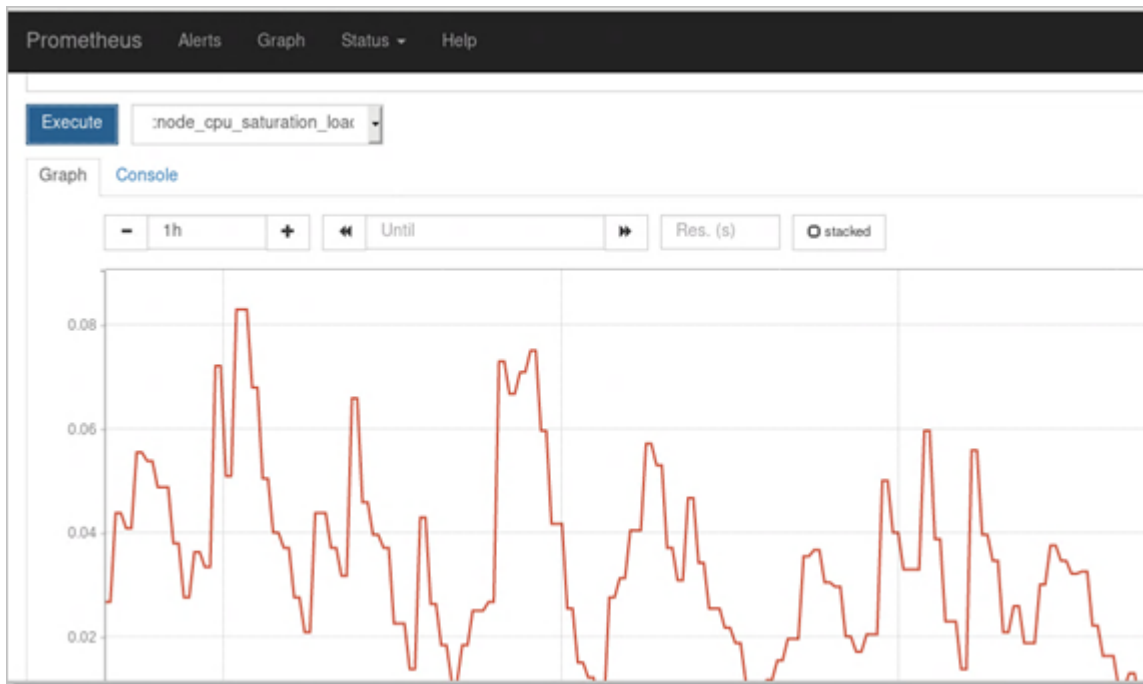 Prometheus Alerts Graph Status Help
Execute :node_cpu_saturation_load
Graph Console
1h Until Res. (s) stacked
0.08
0.06
0.04
0.02